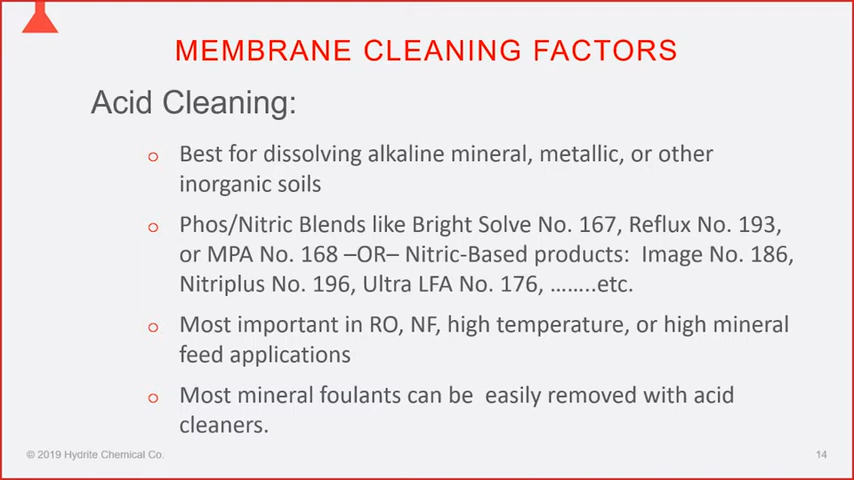 MEMBRANE CLEANING FACTORS
Acid Cleaning:
o Best for dissolving alkaline mineral, metallic, or other
inorganic soils
o Phos/Nitric Blends like Bright Solve No. 167, Reflux No. 193,
or MPA No. 168 –OR– Nitric-Based products:  Image No. 186,
Nitriplus No. 196, Ultra LFA No. 176, ……..etc.
o Most important in RO, NF, high temperature, or high mineral
feed applications
o Most mineral foulants can be  easily removed with acid
cleaners.
© 2019 Hydrite Chemical Co.
14